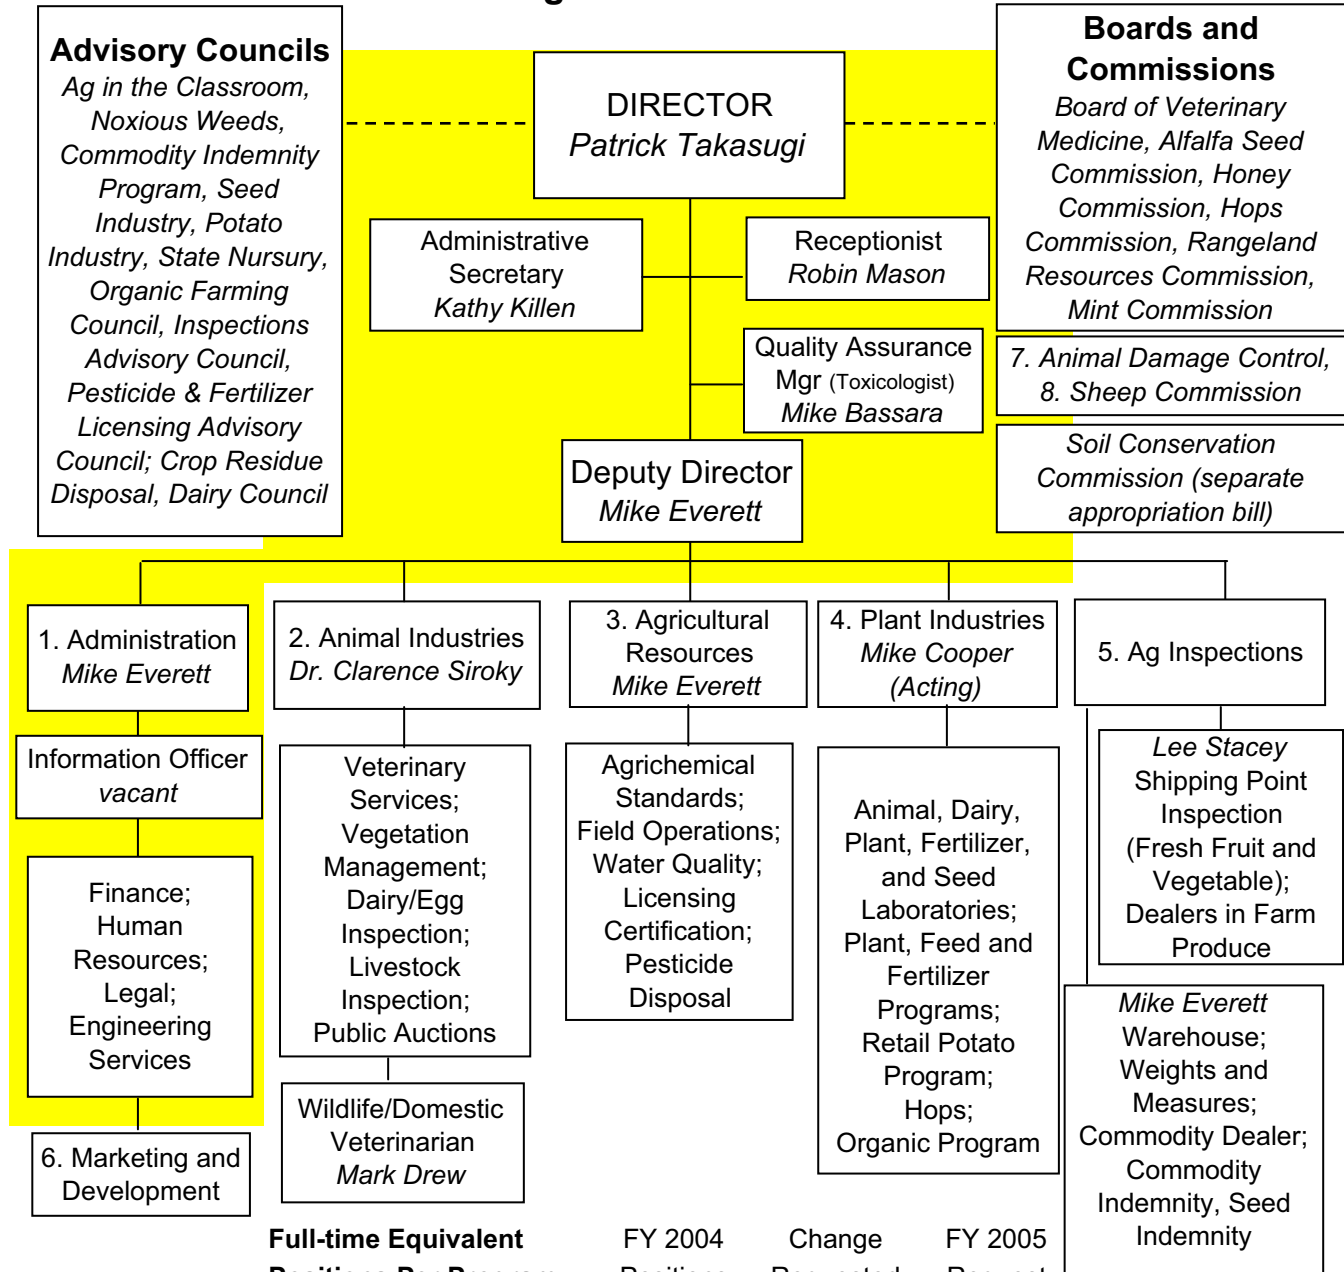 Advisory Councils
Ag in the Classroom,
Noxious Weeds,
Commodity Indemnity
Program, Seed
Industry, Potato
Industry, State Nursury,
Organic Farming
Council, Inspections
Advisory Council,
Pesticide & Fertilizer
Licensing Advisory
Council; Crop Residue
Disposal, Dairy Council
DIRECTOR
Patrick Takasugi
Boards and
Commissions
Board of Veterinary
Medicine, Alfalfa Seed
Commission, Honey
Commission, Hops
Commission, Rangeland
Resources Commission,
Mint Commission
7. Animal Damage Control,
8. Sheep Commission
Soil Conservation
Commission (separate
appropriation bill)
Administrative
Secretary
Kathy Killen
Receptionist
Robin Mason
Quality Assurance
Mgr (Toxicologist)
Mike Bassara
Deputy Director
Mike Everett
1. Administration
Mike Everett
Information Officer
vacant
Finance;
Human
Resources;
Legal;
Engineering
Services
6. Marketing and
Development
2. Animal Industries
Dr. Clarence Siroky
Veterinary
Services;
Vegetation
Management;
Dairy/Egg
Inspection;
Livestock
Inspection;
Public Auctions
Wildlife/Domestic
Veterinarian
Mark Drew
3. Agricultural
Resources
Mike Everett
Agrichemical
Standards;
Field Operations;
Water Quality;
Licensing
Certification;
Pesticide
Disposal
4. Plant Industries
Mike Cooper
(Acting)
Animal, Dairy,
Plant, Fertilizer,
and Seed
Laboratories;
Plant, Feed and
Fertilizer
Programs;
Retail Potato
Program;
Hops;
Organic Program
5. Ag Inspections
Lee Stacey
Shipping Point
Inspection
(Fresh Fruit and
Vegetable);
Dealers in Farm
Produce
Mike Everett
Warehouse;
Weights and
Measures;
Commodity Dealer;
Commodity
Indemnity, Seed
Indemnity
Full-time Equivalent FY 2004 Change FY 2005
Positions Per Program Positions Requested Request